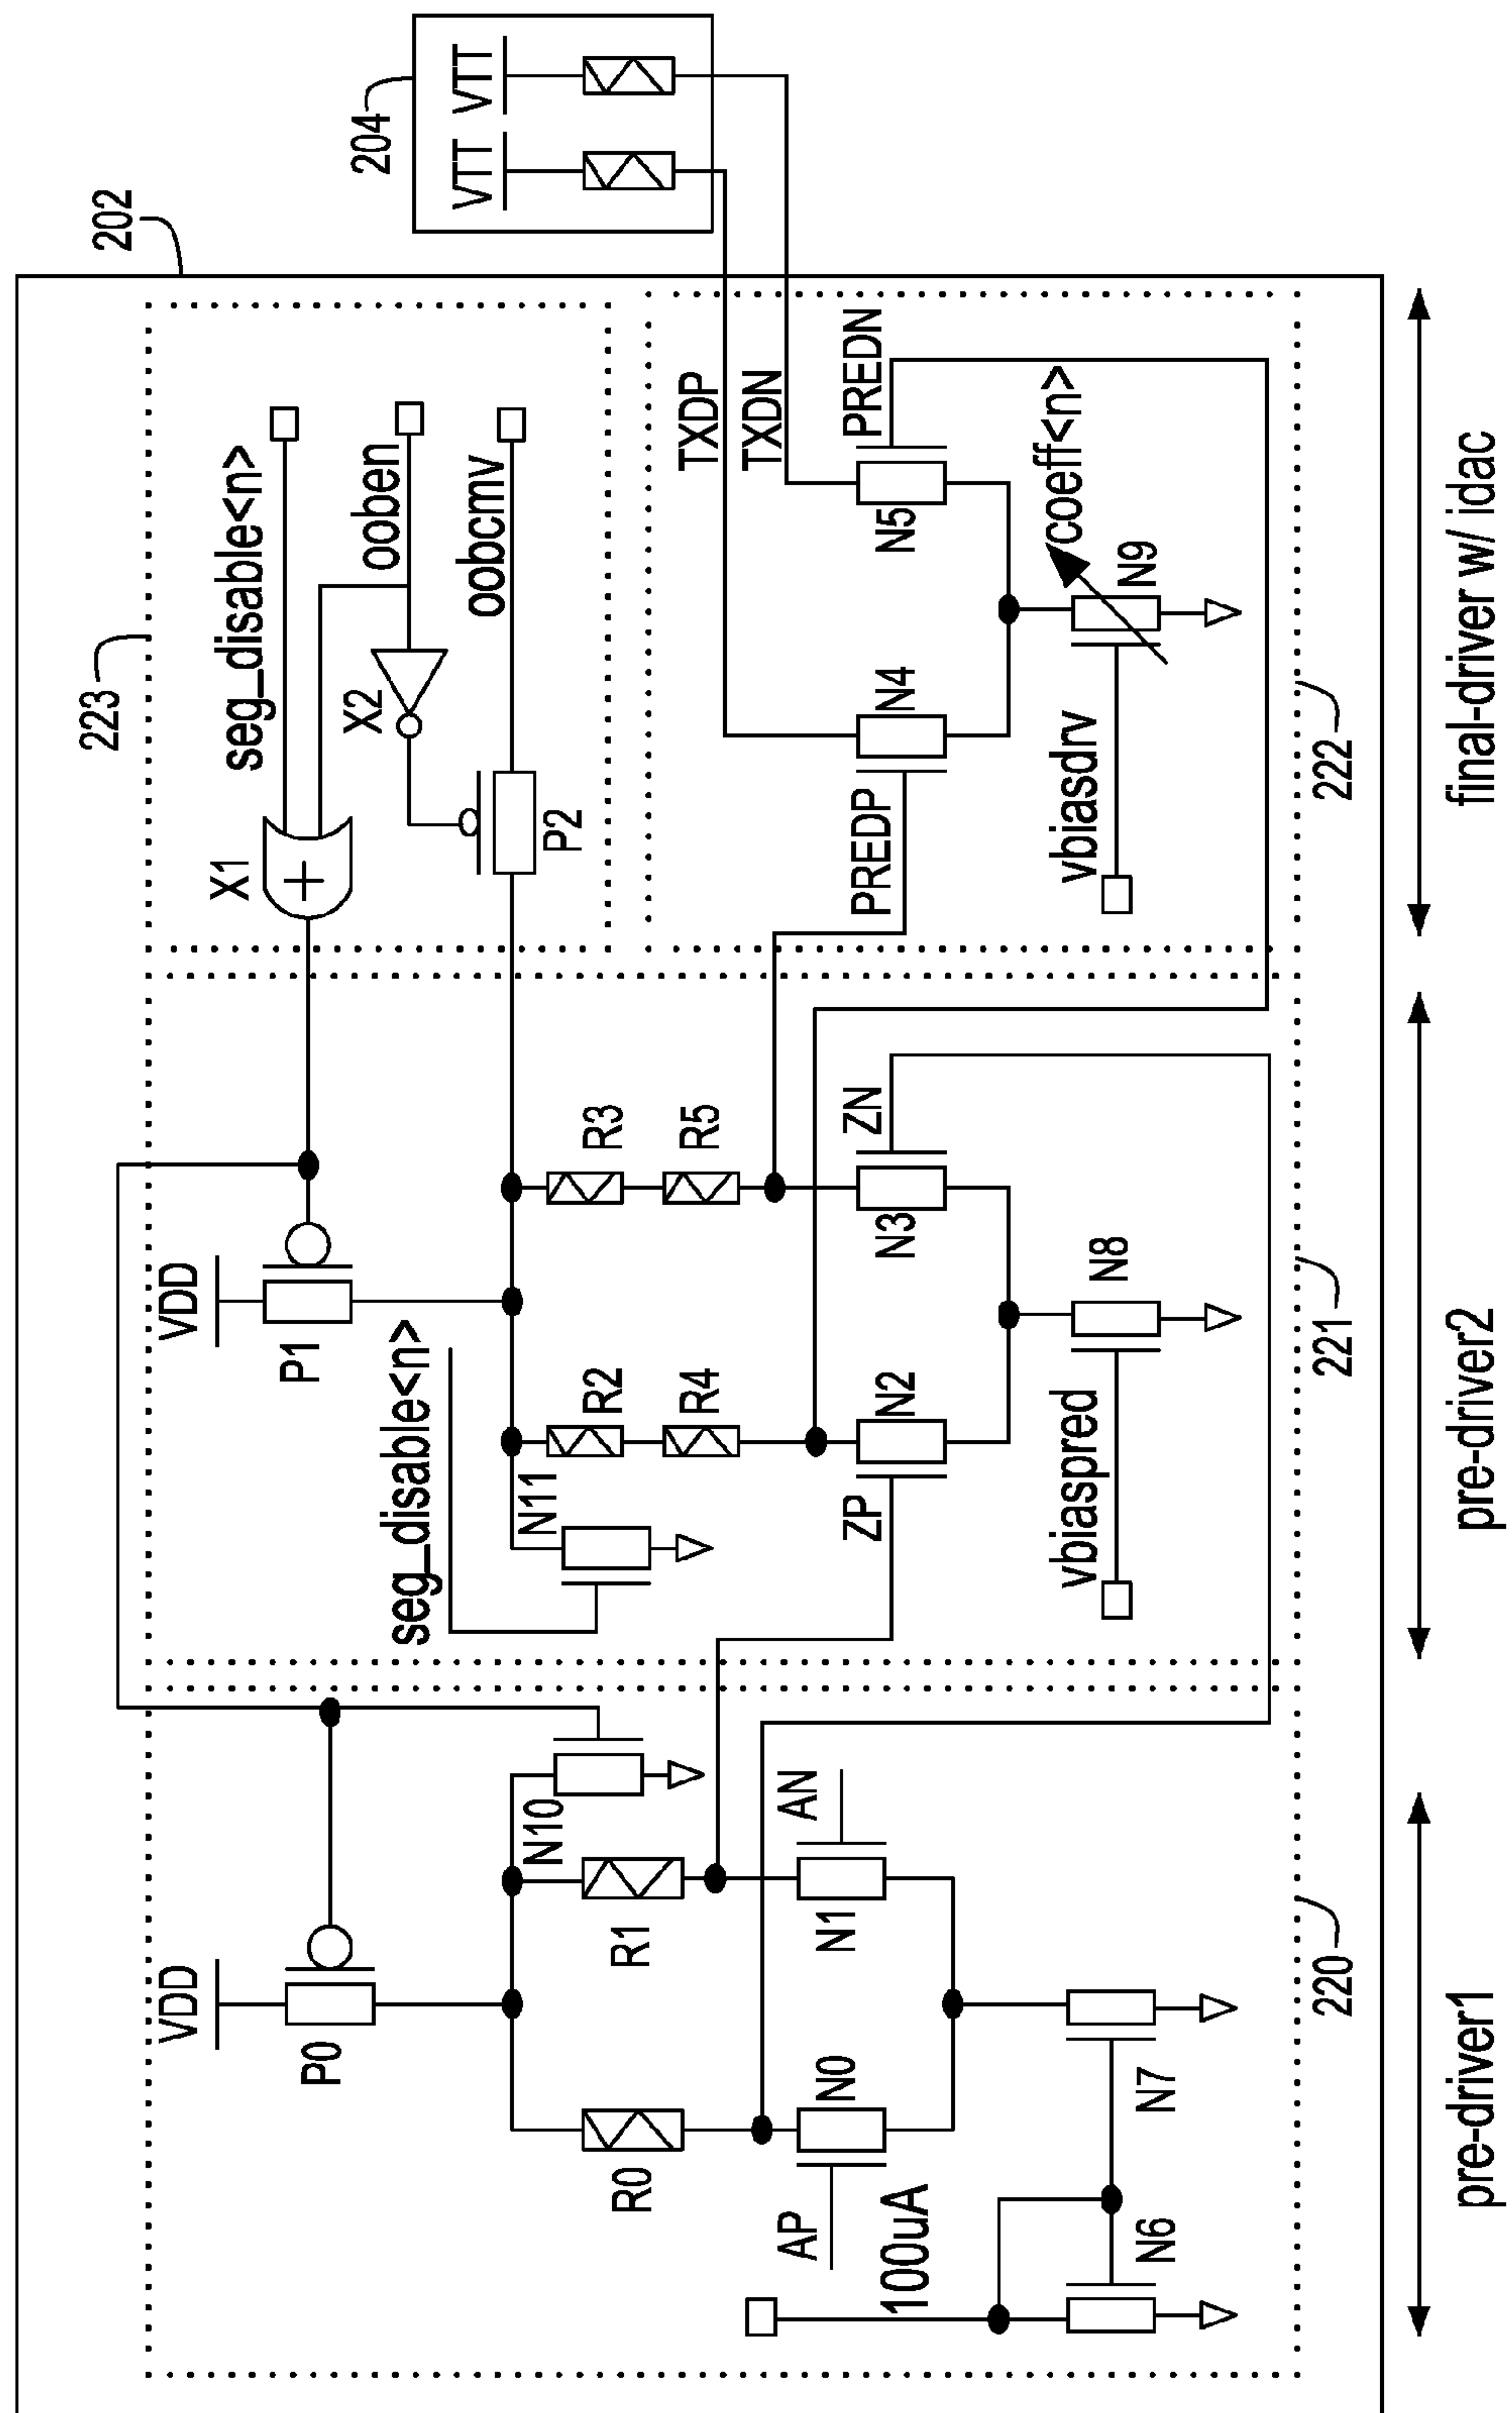 202
204
VTT
VTT
223
VDD
VDD
X1
seg_disable<n>
P0
P1
X2
ooben
seg_disable<n>
oobcmv
N10
N11
P2
R0
R1
R2
R3
R4
R5
TXDP
TXDN
AP
N0
N1
AN
ZP
N2
N3
ZN
PREDP
N4
N5
PREDN
100uA
vbiaspred
vbiasdrv
coeff<n>
N6
N7
N8
N9
220
221
222
pre-driver1
pre-driver2
final-driver w/ idac